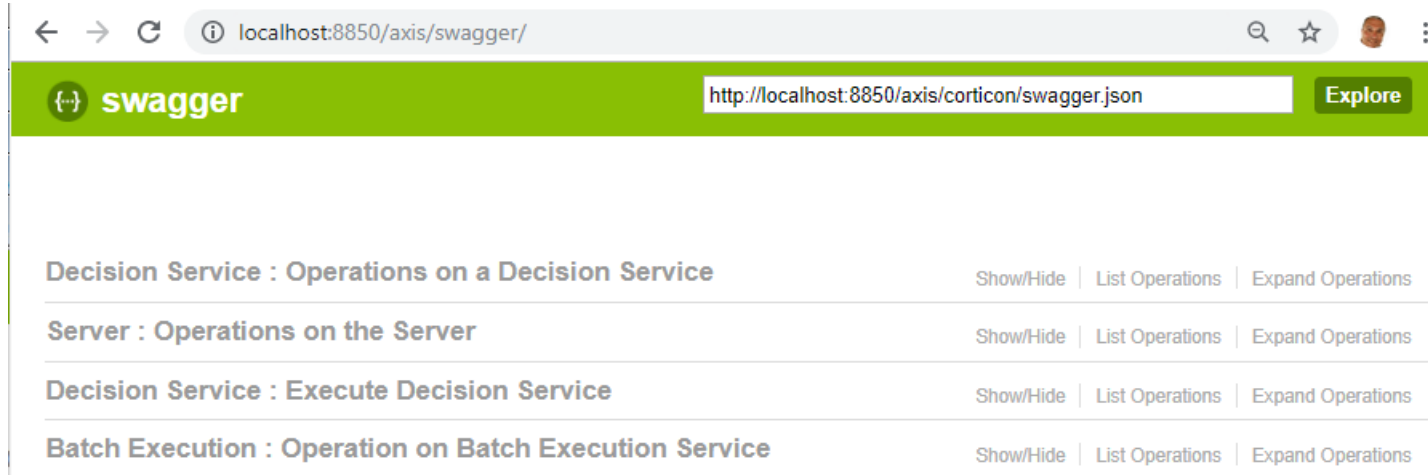 localhost:8850/axis/swagger/
{···} swagger http://localhost:8850/axis/corticon/swagger.json Explore
Decision Service : Operations on a Decision Service Show/Hide List Operations Expand Operations
Server : Operations on the Server Show/Hide List Operations Expand Operations
Decision Service : Execute Decision Service Show/Hide List Operations Expand Operations
Batch Execution : Operation on Batch Execution Service Show/Hide List Operations Expand Operations